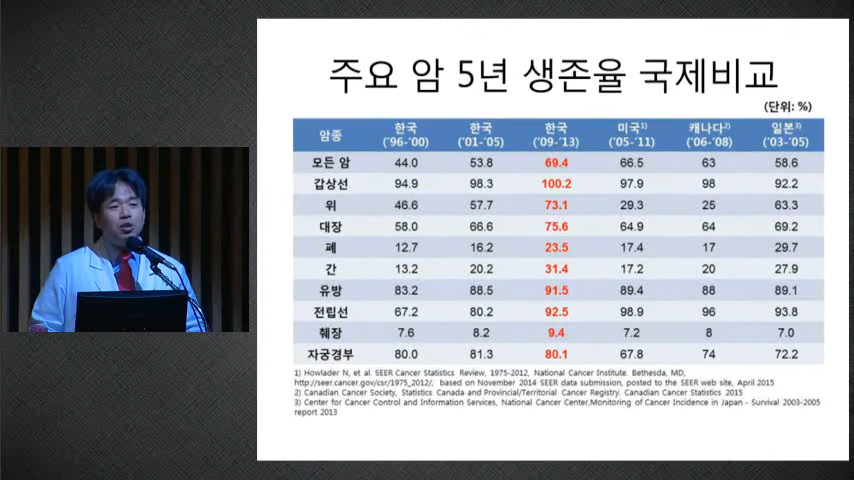 주요 암 5년 생존율 국제비교
(단위: %)
암종 한국 ('96-'00) 한국 ('01-'05) 한국 ('09-'13) 미국1) ('05-'11) 캐나다2) ('06-'08) 일본3) ('03-'05)
모든 암 44.0 53.8 69.4 66.5 63 58.6
갑상선 94.9 98.3 100.2 97.9 98 92.2
위 46.6 57.7 73.1 29.3 25 63.3
대장 58.0 66.6 75.6 64.9 64 69.2
폐 12.7 16.2 23.5 17.4 17 29.7
간 13.2 20.2 31.4 17.2 20 27.9
유방 83.2 88.5 91.5 89.4 88 89.1
전립선 67.2 80.2 92.5 98.9 96 93.8
췌장 7.6 8.2 9.4 7.2 8 7.0
자궁경부 80.0 81.3 80.1 67.8 74 72.2
1) Howlader N, et al. SEER Cancer Statistics Review, 1975-2012, National Cancer Institute. Bethesda, MD,
http://seer.cancer.gov/csr/1975_2012/, based on November 2014 SEER data submission, posted to the SEER web site, April 2015
2) Canadian Cancer Society, Statistics Canada and Provincial/Territorial Cancer Registry. Canadian Cancer Statistics 2015
3) Center for Cancer Control and Information Services, National Cancer Center,Monitoring of Cancer Incidence in Japan - Survival 2003-2005
report 2013